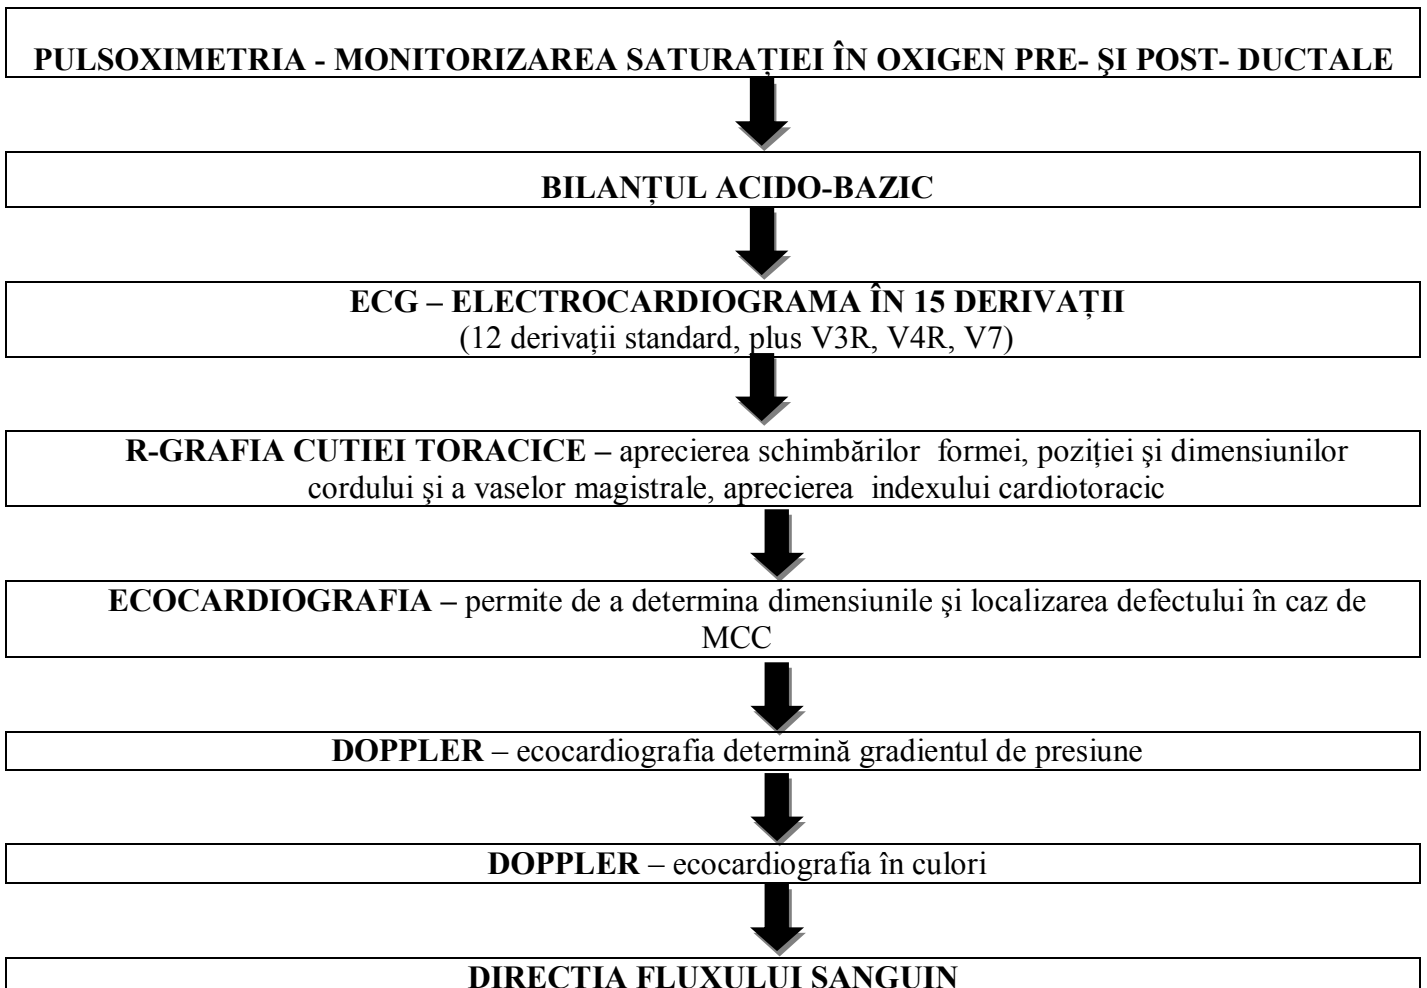 PULSOXIMETRIA - MONITORIZAREA SATURAȚIEI ÎN OXIGEN PRE- ŞI POST- DUCTALE
BILANȚUL ACIDO-BAZIC
ECG – ELECTROCARDIOGRAMA ÎN 15 DERIVAȚII
(12 derivații standard, plus V3R, V4R, V7)
R-GRAFIA CUTIEI TORACICE – aprecierea schimbărilor formei, poziției şi dimensiunilor
cordului şi a vaselor magistrale, aprecierea indexului cardiotoracic
ECOCARDIOGRAFIA – permite de a determina dimensiunile şi localizarea defectului în caz de
MCC
DOPPLER – ecocardiografia determină gradientul de presiune
DOPPLER – ecocardiografia în culori
DIRECTIA FLUXULUI SANGUIN